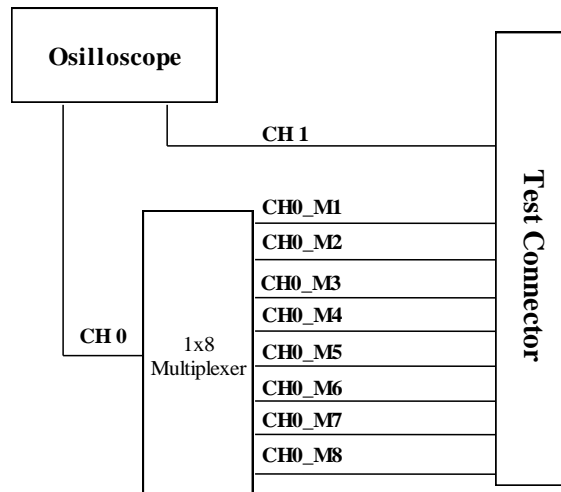 Osilloscope
CH 1
Test Connector
CH0_M1
CH0_M2
CH0_M3
CH0_M4
CH 0
1x8
Multiplexer
CH0_M5
CH0_M6
CH0_M7
CH0_M8